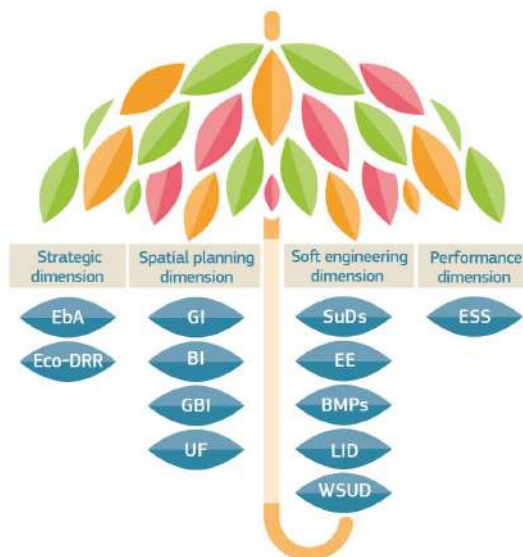 Strategic
dimension
Spatial planning
dimension
Soft engineering
dimension
Performance
dimension
EbA
Eco-DRR
GI
BI
GBI
UF
SuDs
EE
BMPs
LID
WSUD
ESS